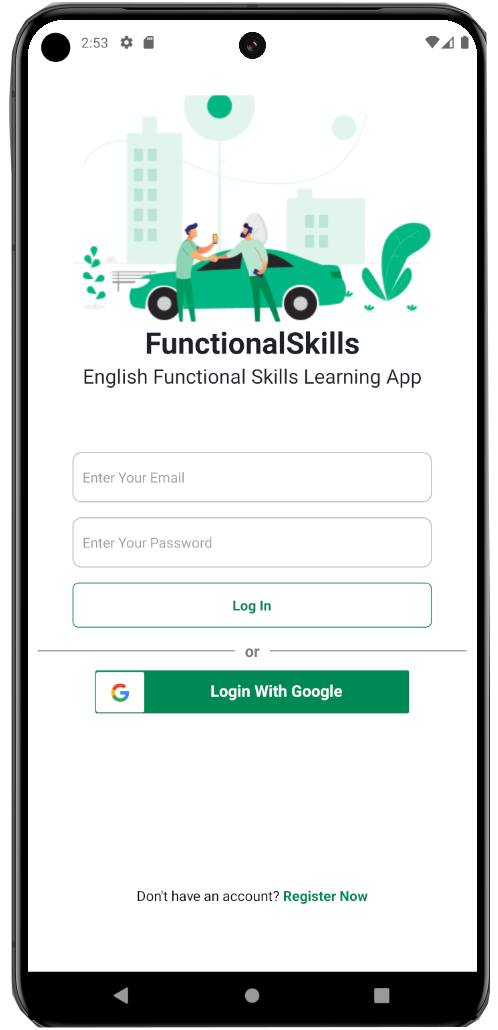 2:53
FunctionalSkills
English Functional Skills Learning App
Enter Your Email
Enter Your Password
Log In
or
Login With Google
Don't have an account? Register Now